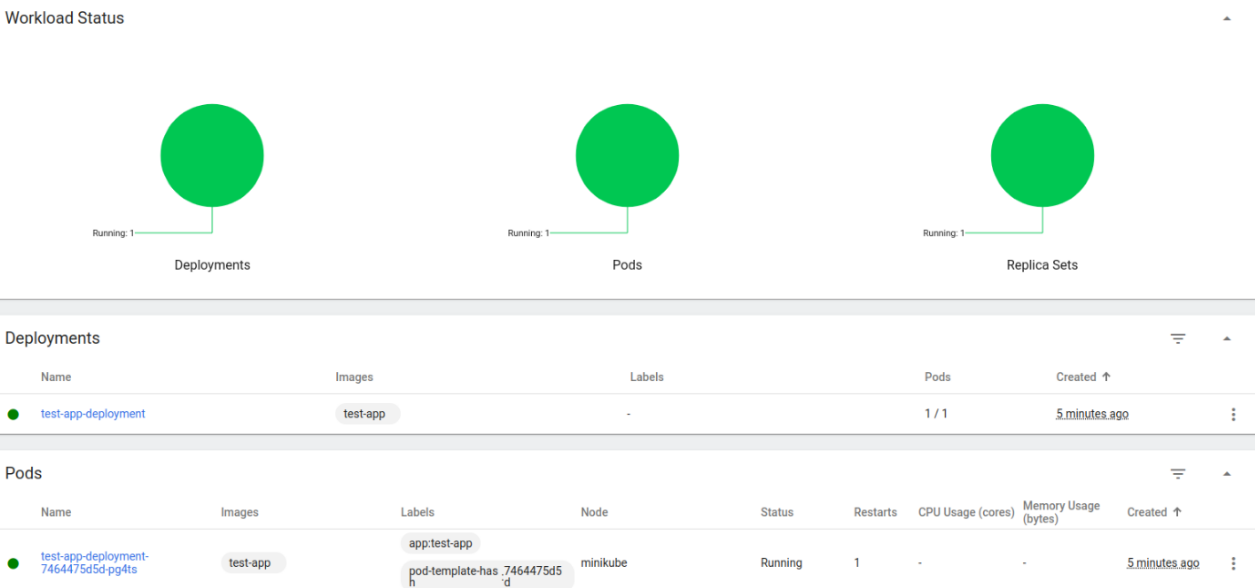 Workload Status
Running: 1
Running: 1
Running: 1
Deployments
Pods
Replica Sets
Deployments
Name Images Labels Pods Created ↑
test-app-deployment test-app - 1 / 1 5 minutes ago
Pods
Name Images Labels Node Status Restarts CPU Usage (cores) Memory Usage (bytes) Created ↑
test-app-deployment-
7464475d5d-pg4ts
test-app
app:test-app
pod-template-has
h
.7464475d5
'd
minikube
Running
1
-
-
5 minutes ago